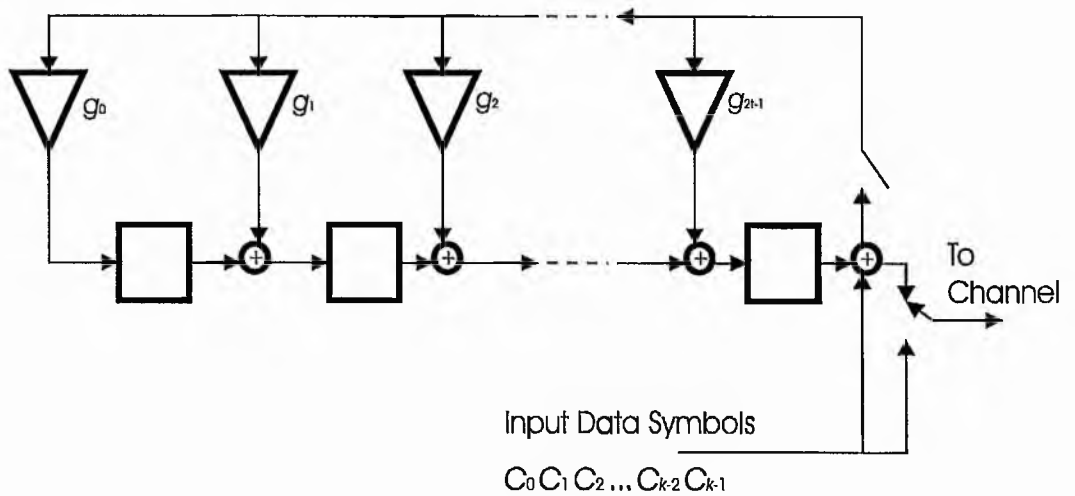 g₀ g₁ g₂ g₂ₜ₋₁
+ + + +
To
Channel
Input Data Symbols
C₀ C₁ C₂ ... Cₖ₋₂ Cₖ₋₁